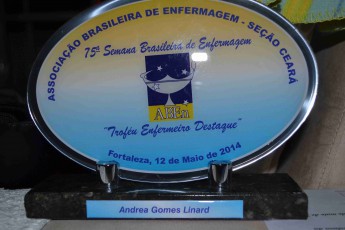 ASSOCIAÇÃO BRASILEIRA DE ENFERMAGEM - SEÇÃO CEARÁ
75ª Semana Brasileira de Enfermagem
ABEn
"Troféu Enfermeiro Destaque"
Fortaleza, 12 de Maio de 2014
Andrea Gomes Linard